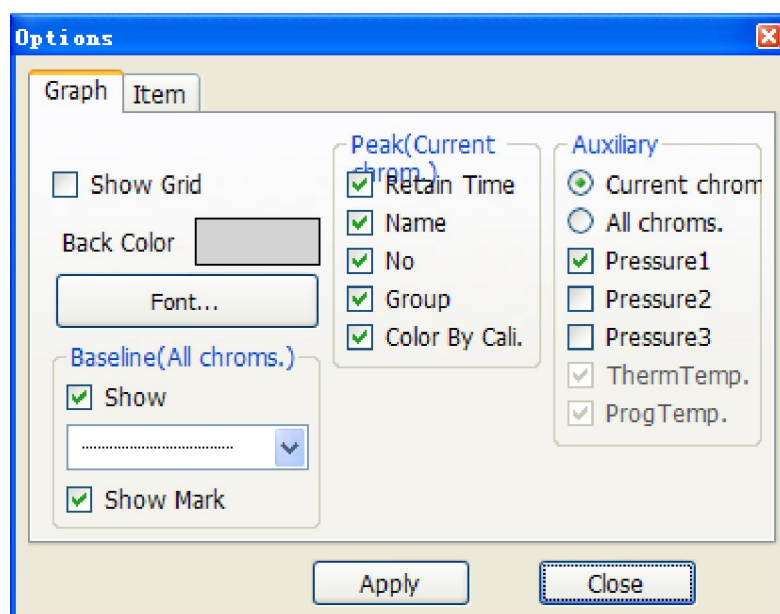 Options
Graph
Item
Show Grid
Back Color
Font...
Baseline(All chroms.)
Show
Show Mark
Peak(Current
chrom.)
Retain Time
Name
No
Group
Color By Cali.
Auxiliary
Current chrom
All chroms.
Pressure1
Pressure2
Pressure3
ThermTemp.
ProgTemp.
Apply
Close